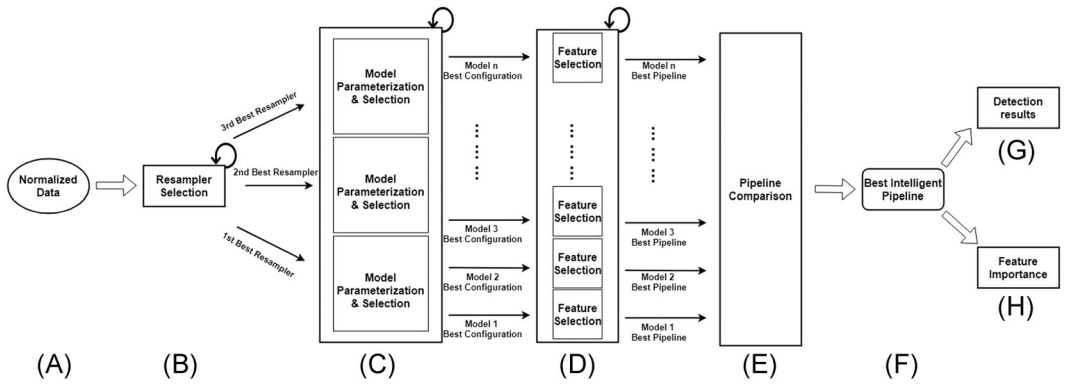 Normalized
Data
Resampler
Selection
3rd Best Resampler
2nd Best Resampler
1st Best Resampler
Model
Parameterization
& Selection
Model
Parameterization
& Selection
Model
Parameterization
& Selection
Model n
Best Configuration
Model 3
Best Configuration
Model 2
Best Configuration
Model 1
Best Configuration
Feature
Selection
Feature
Selection
Feature
Selection
Feature
Selection
Model n
Best Pipeline
Model 3
Best Pipeline
Model 2
Best Pipeline
Model 1
Best Pipeline
Pipeline
Comparison
Best Intelligent
Pipeline
Detection
results
(G)
Feature
Importance
(H)
(A) (B) (C) (D) (E) (F)